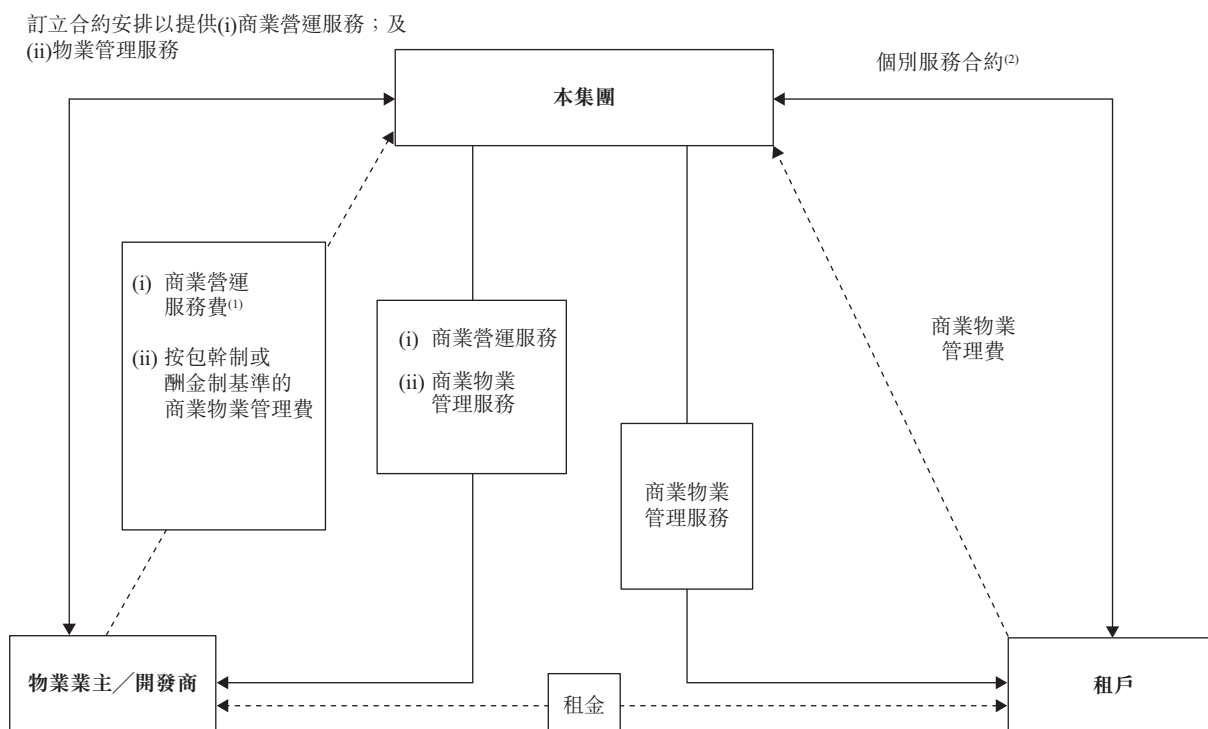 訂立合約安排以提供(i)商業營運服務；及
(ii)物業管理服務
個別服務合約(2)
本集團
(i) 商業營運
服務費(1)
(ii) 按包幹制或
酬金制基準的
商業物業管理費
(i) 商業營運服務
(ii) 商業物業
管理服務
商業物業
管理費
商業物業
管理服務
物業業主／開發商
租金
租戶